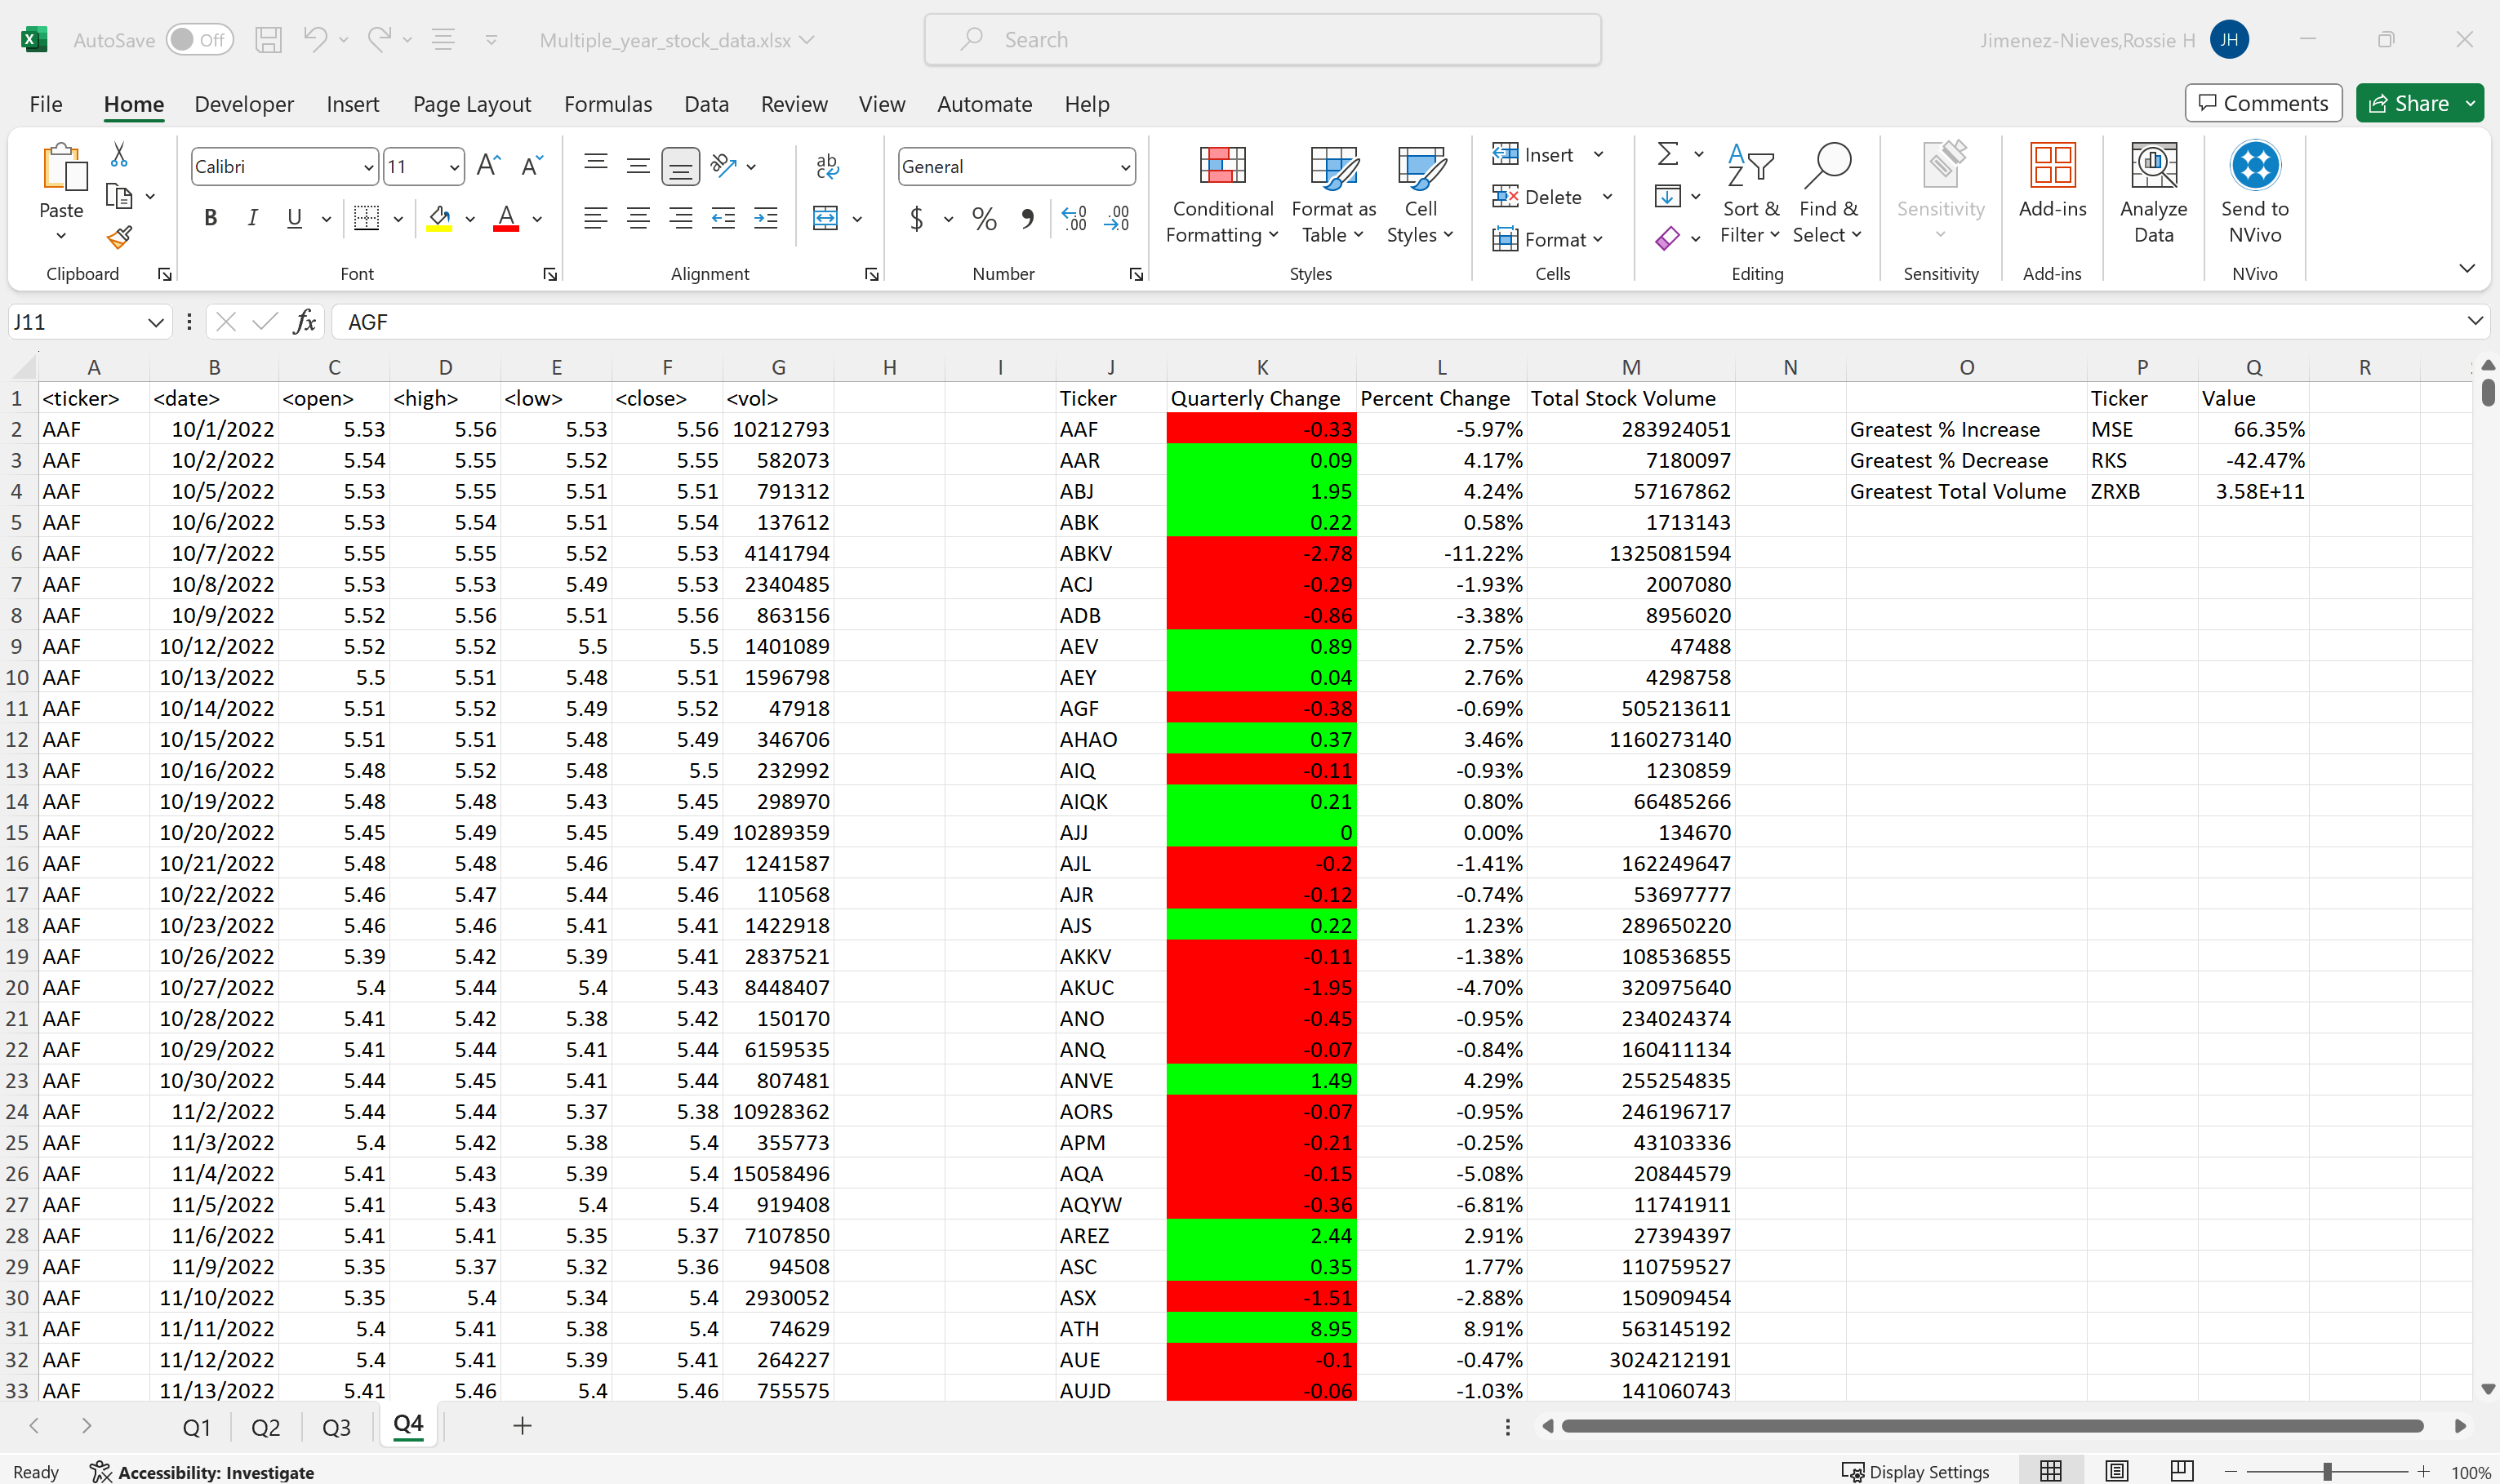 AutoSave Off Multiple_year_stock_data.xlsx Search Jimenez-Nieves,Rossie H JH
File Home Developer Insert Page Layout Formulas Data Review View Automate Help Comments Share
Paste
Clipboard
Calibri 11
B I U A
Font
Alignment
General
$ % 9
Number
Conditional Formatting
Format as Table
Cell Styles
Styles
Insert
Delete
Format
Cells
Sort & Filter
Find & Select
Editing
Sensitivity
Sensitivity
Add-ins
Add-ins
Analyze Data
Send to NVivo
NVivo
J11 fx AGF
A B C D E F G H I J K L M N O P Q R
1 <ticker> <date> <open> <high> <low> <close> <vol> Ticker Quarterly Change Percent Change Total Stock Volume Ticker Value
2 AAF 10/1/2022 5.53 5.56 5.53 5.56 10212793 AAF -0.33 -5.97% 283924051 Greatest % Increase MSE 66.35%
3 AAF 10/2/2022 5.54 5.55 5.52 5.55 582073 AAR 0.09 4.17% 7180097 Greatest % Decrease RKS -42.47%
4 AAF 10/5/2022 5.53 5.55 5.51 5.51 791312 ABJ 1.95 4.24% 57167862 Greatest Total Volume ZRXB 3.58E+11
5 AAF 10/6/2022 5.53 5.54 5.51 5.54 137612 ABK 0.22 0.58% 1713143
6 AAF 10/7/2022 5.55 5.55 5.52 5.53 4141794 ABKV -2.78 -11.22% 1325081594
7 AAF 10/8/2022 5.53 5.53 5.49 5.53 2340485 ACJ -0.29 -1.93% 2007080
8 AAF 10/9/2022 5.52 5.56 5.51 5.56 863156 ADB -0.86 -3.38% 8956020
9 AAF 10/12/2022 5.52 5.52 5.5 5.5 1401089 AEV 0.89 2.75% 47488
10 AAF 10/13/2022 5.5 5.51 5.48 5.51 1596798 AEY 0.04 2.76% 4298758
11 AAF 10/14/2022 5.51 5.52 5.49 5.52 47918 AGF -0.38 -0.69% 505213611
12 AAF 10/15/2022 5.51 5.51 5.48 5.49 346706 AHAO 0.37 3.46% 1160273140
13 AAF 10/16/2022 5.48 5.52 5.48 5.5 232992 AIQ -0.11 -0.93% 1230859
14 AAF 10/19/2022 5.48 5.48 5.43 5.45 298970 AIQK 0.21 0.80% 66485266
15 AAF 10/20/2022 5.45 5.49 5.45 5.49 10289359 AJJ 0 0.00% 134670
16 AAF 10/21/2022 5.48 5.48 5.46 5.47 1241587 AJL -0.2 -1.41% 162249647
17 AAF 10/22/2022 5.46 5.47 5.44 5.46 110568 AJR -0.12 -0.74% 53697777
18 AAF 10/23/2022 5.46 5.46 5.41 5.41 1422918 AJS 0.22 1.23% 289650220
19 AAF 10/26/2022 5.39 5.42 5.39 5.41 2837521 AKKV -0.11 -1.38% 108536855
20 AAF 10/27/2022 5.4 5.44 5.4 5.43 8448407 AKUC -1.95 -4.70% 320975640
21 AAF 10/28/2022 5.41 5.42 5.38 5.42 150170 ANO -0.45 -0.95% 234024374
22 AAF 10/29/2022 5.41 5.44 5.41 5.44 6159535 ANQ -0.07 -0.84% 160411134
23 AAF 10/30/2022 5.44 5.45 5.41 5.44 807481 ANVE 1.49 4.29% 255254835
24 AAF 11/2/2022 5.44 5.44 5.37 5.38 10928362 AORS -0.07 -0.95% 246196717
25 AAF 11/3/2022 5.4 5.42 5.38 5.4 355773 APM -0.21 -0.25% 43103336
26 AAF 11/4/2022 5.41 5.43 5.39 5.4 15058496 AQA -0.15 -5.08% 20844579
27 AAF 11/5/2022 5.41 5.43 5.4 5.4 919408 AQYW -0.36 -6.81% 11741911
28 AAF 11/6/2022 5.41 5.41 5.35 5.37 7107850 AREZ 2.44 2.91% 27394397
29 AAF 11/9/2022 5.35 5.37 5.32 5.36 94508 ASC 0.35 1.77% 110759527
30 AAF 11/10/2022 5.35 5.4 5.34 5.4 2930052 ASX -1.51 -2.88% 150909454
31 AAF 11/11/2022 5.4 5.41 5.38 5.4 74629 ATH 8.95 8.91% 563145192
32 AAF 11/12/2022 5.4 5.41 5.39 5.41 264227 AUE -0.1 -0.47% 3024212191
33 AAF 11/13/2022 5.41 5.46 5.4 5.46 755575 AUJD -0.06 -1.03% 141060743
Q1 Q2 Q3 Q4
Ready Accessibility: Investigate Display Settings 100%